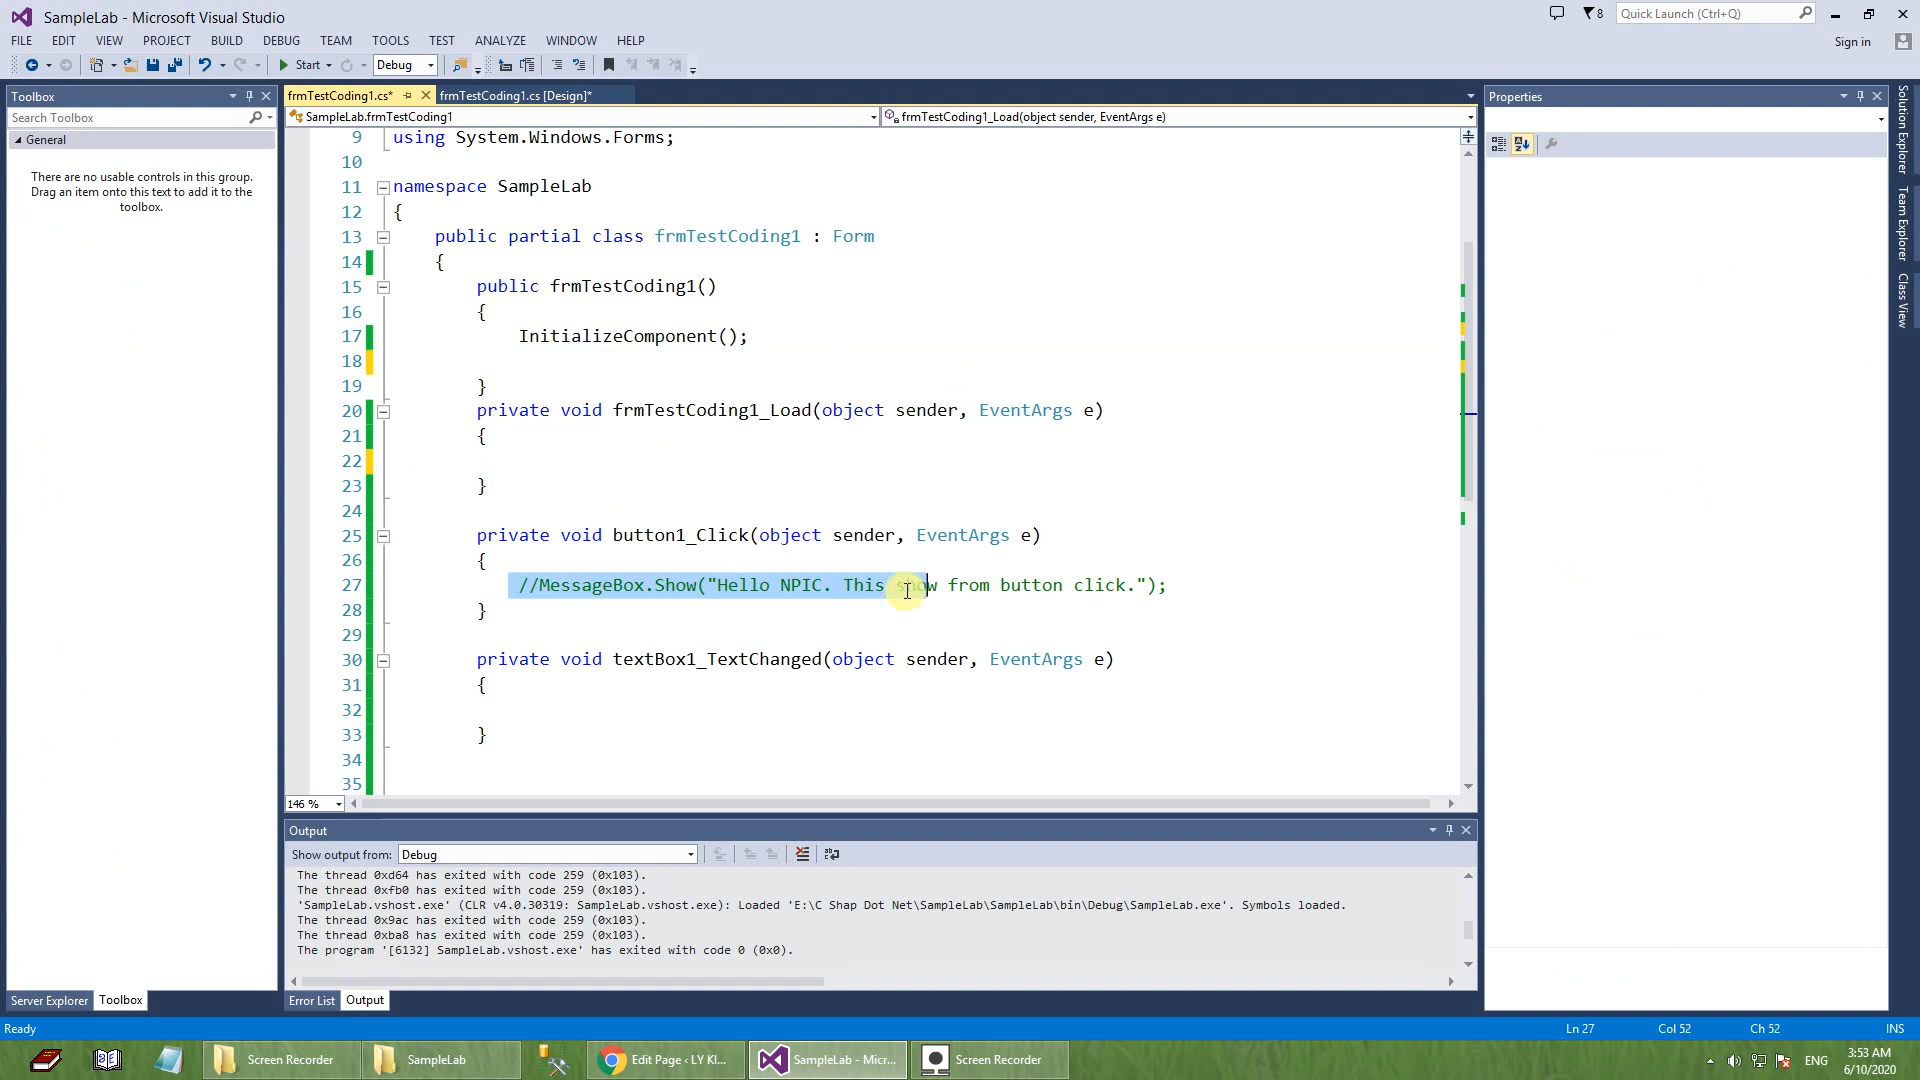 SampleLab - Microsoft Visual Studio
8
Quick Launch (Ctrl+Q)
FILE EDIT VIEW PROJECT BUILD DEBUG TEAM TOOLS TEST ANALYZE WINDOW HELP
Sign in
Start
Debug
Toolbox
Search Toolbox
General
There are no usable controls in this group.
Drag an item onto this text to add it to the
toolbox.
Server Explorer
Toolbox
frmTestCoding1.cs*
frmTestCoding1.cs [Design]*
SampleLab.frmTestCoding1
frmTestCoding1_Load(object sender, EventArgs e)
9 using System.Windows.Forms;
10
11 namespace SampleLab
12 {
13 public partial class frmTestCoding1 : Form
14 {
15 public frmTestCoding1()
16 {
17 InitializeComponent();
18
19 }
20 private void frmTestCoding1_Load(object sender, EventArgs e)
21 {
22
23 }
24
25 private void button1_Click(object sender, EventArgs e)
26 {
27 //MessageBox.Show("Hello NPIC. This show from button click.");
28 }
29
30 private void textBox1_TextChanged(object sender, EventArgs e)
31 {
32
33 }
34
35
146 %
Output
Show output from: Debug
The thread 0xd64 has exited with code 259 (0x103).
The thread 0xfb0 has exited with code 259 (0x103).
'SampleLab.vshost.exe' (CLR v4.0.30319: SampleLab.vshost.exe): Loaded 'E:\C Shap Dot Net\SampleLab\SampleLab\bin\Debug\SampleLab.exe'. Symbols loaded.
The thread 0x9ac has exited with code 259 (0x103).
The thread 0xba8 has exited with code 259 (0x103).
The program '[6132] SampleLab.vshost.exe' has exited with code 0 (0x0).
Error List
Output
Properties
Solution Explorer
Team Explorer
Class View
Ready
Ln 27
Col 52
Ch 52
INS
Screen Recorder
SampleLab
Edit Page ‹ LY KI...
SampleLab - Micr...
Screen Recorder
ENG
3:53 AM
6/10/2020